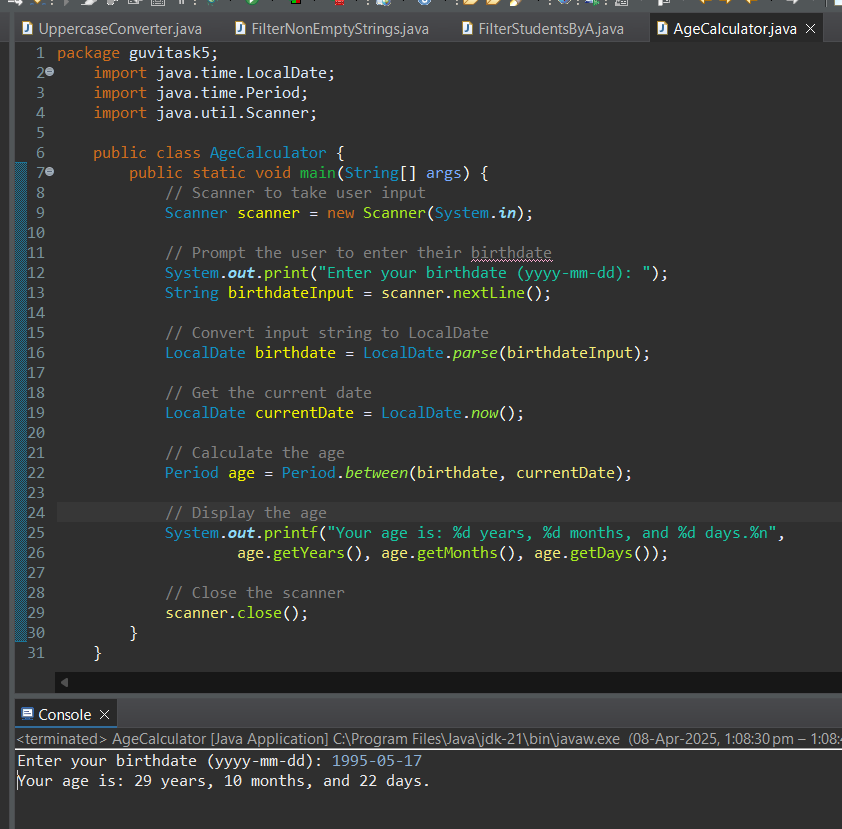 UppercaseConverter.java FilterNonEmptyStrings.java FilterStudentsByA.java AgeCalculator.java
1 package guvitask5;
2 import java.time.LocalDate;
3 import java.time.Period;
4 import java.util.Scanner;
5
6 public class AgeCalculator {
7 public static void main(String[] args) {
8 // Scanner to take user input
9 Scanner scanner = new Scanner(System.in);
10
11 // Prompt the user to enter their birthdate
12 System.out.print("Enter your birthdate (yyyy-mm-dd): ");
13 String birthdateInput = scanner.nextLine();
14
15 // Convert input string to LocalDate
16 LocalDate birthdate = LocalDate.parse(birthdateInput);
17
18 // Get the current date
19 LocalDate currentDate = LocalDate.now();
20
21 // Calculate the age
22 Period age = Period.between(birthdate, currentDate);
23
24 // Display the age
25 System.out.printf("Your age is: %d years, %d months, and %d days.%n",
26 age.getYears(), age.getMonths(), age.getDays());
27
28 // Close the scanner
29 scanner.close();
30 }
31 }
Console
<terminated> AgeCalculator [Java Application] C:\Program Files\Java\jdk-21\bin\javaw.exe (08-Apr-2025, 1:08:30 pm – 1:08:
Enter your birthdate (yyyy-mm-dd): 1995-05-17
Your age is: 29 years, 10 months, and 22 days.